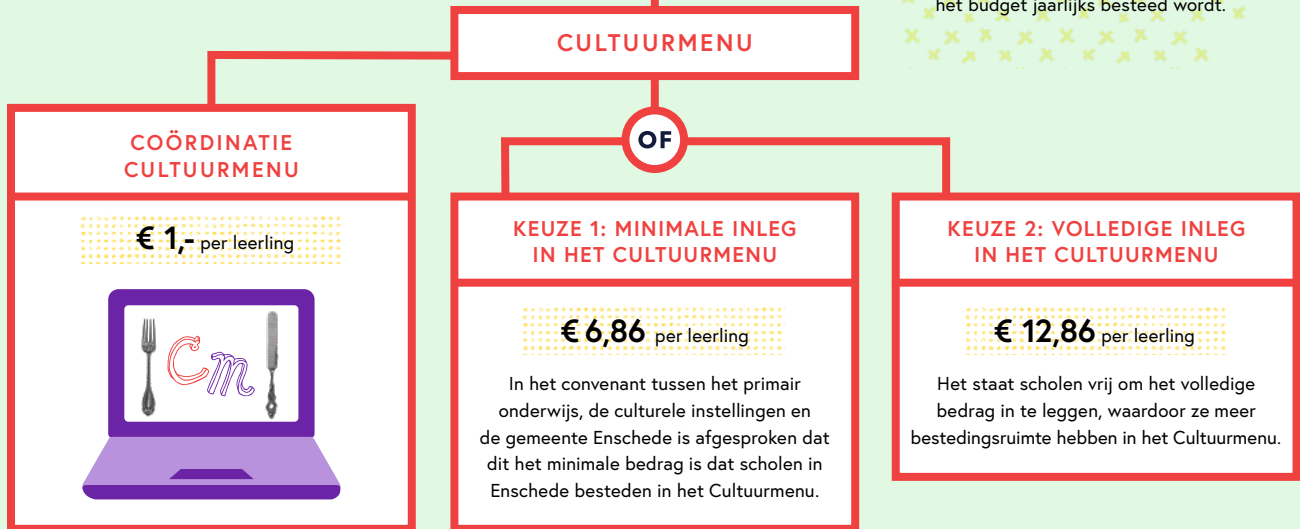 het budget jaarlijks besteed wordt.
CULTUURMENU
OF
COÖRDINATIE
CULTUURMENU
€ 1,- per leerling
Cm
KEUZE 1: MINIMALE INLEG
IN HET CULTUURMENU
€ 6,86 per leerling
In het convenant tussen het primair
onderwijs, de culturele instellingen en
de gemeente Enschede is afgesproken dat
dit het minimale bedrag is dat scholen in
Enschede besteden in het Cultuurmenu.
KEUZE 2: VOLLEDIGE INLEG
IN HET CULTUURMENU
€ 12,86 per leerling
Het staat scholen vrij om het volledige
bedrag in te leggen, waardoor ze meer
bestedingsruimte hebben in het Cultuurmenu.